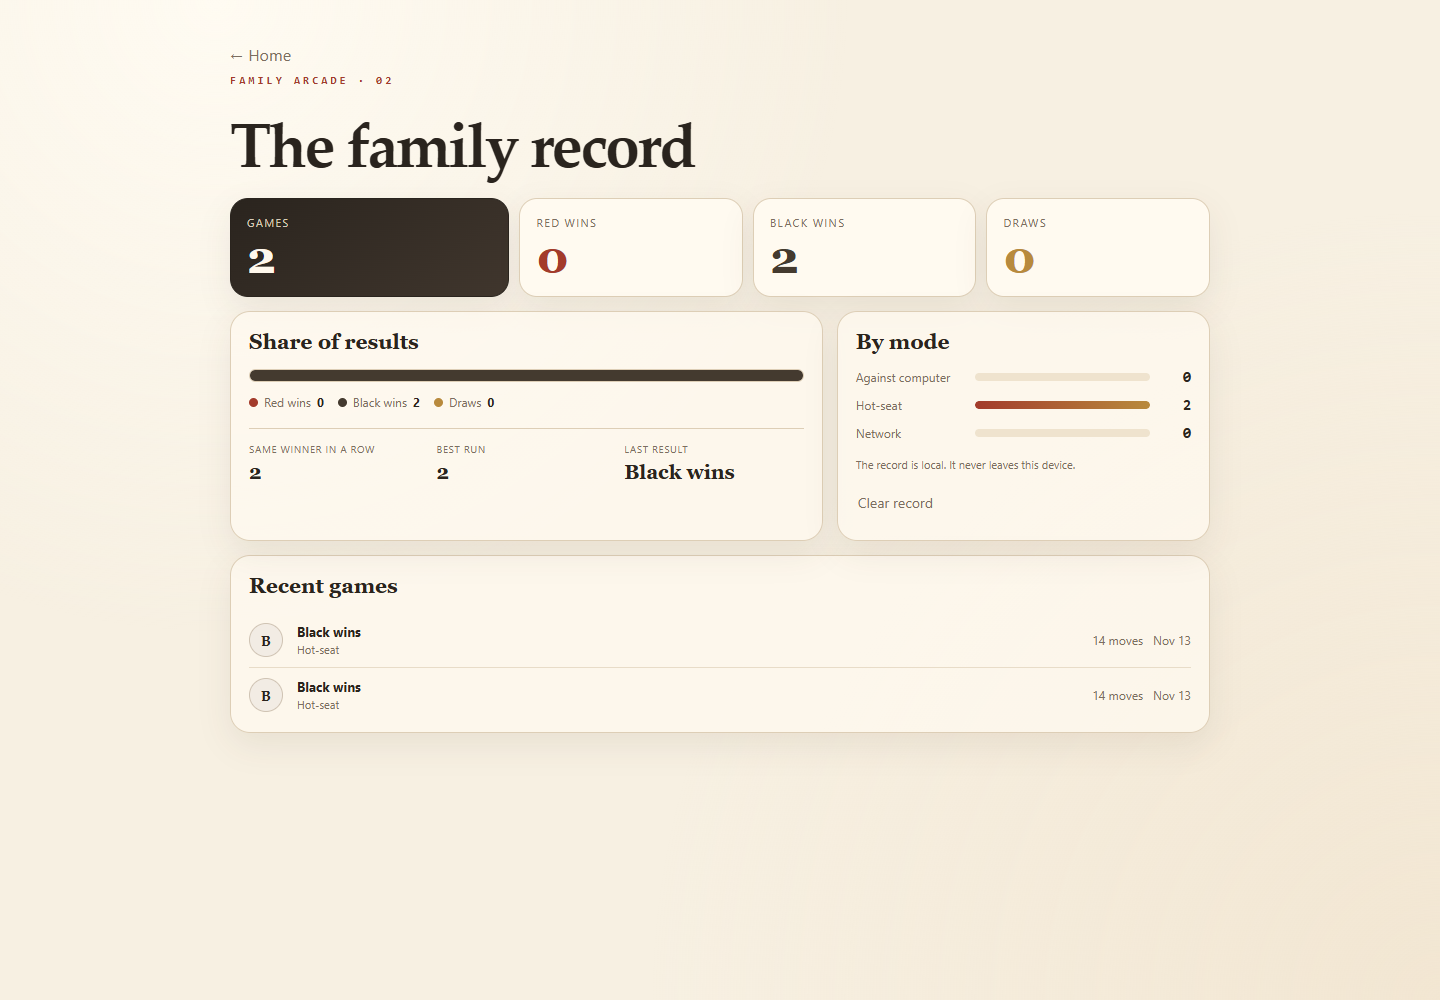 ← Home
FAMILY ARCADE · 02
The family record
GAMES
2
RED WINS
0
BLACK WINS
2
DRAWS
0
Share of results
Red wins 0 Black wins 2 Draws 0
SAME WINNER IN A ROW
2
BEST RUN
2
LAST RESULT
Black wins
By mode
Against computer 0
Hot-seat 2
Network 0
The record is local. It never leaves this device.
Clear record
Recent games
B
Black wins
Hot-seat
14 moves Nov 13
B
Black wins
Hot-seat
14 moves Nov 13